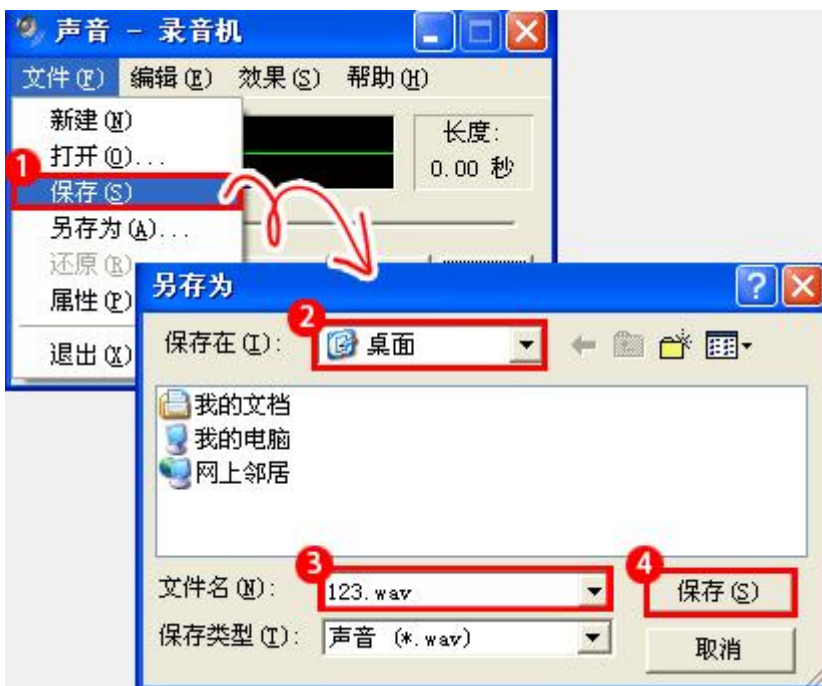 声音 - 录音机
文件(F) 编辑(E) 效果(S) 帮助(H)
新建(N)
打开(O)...
保存(S)
另存为(A)...
还原(R)
属性(P)
退出(X)
长度:
0.00 秒
1
另存为
2
保存在(I): 桌面
我的文档
我的电脑
网上邻居
3
文件名(N): 123.wav
4
保存(S)
保存类型(T): 声音 (*.wav)
取消